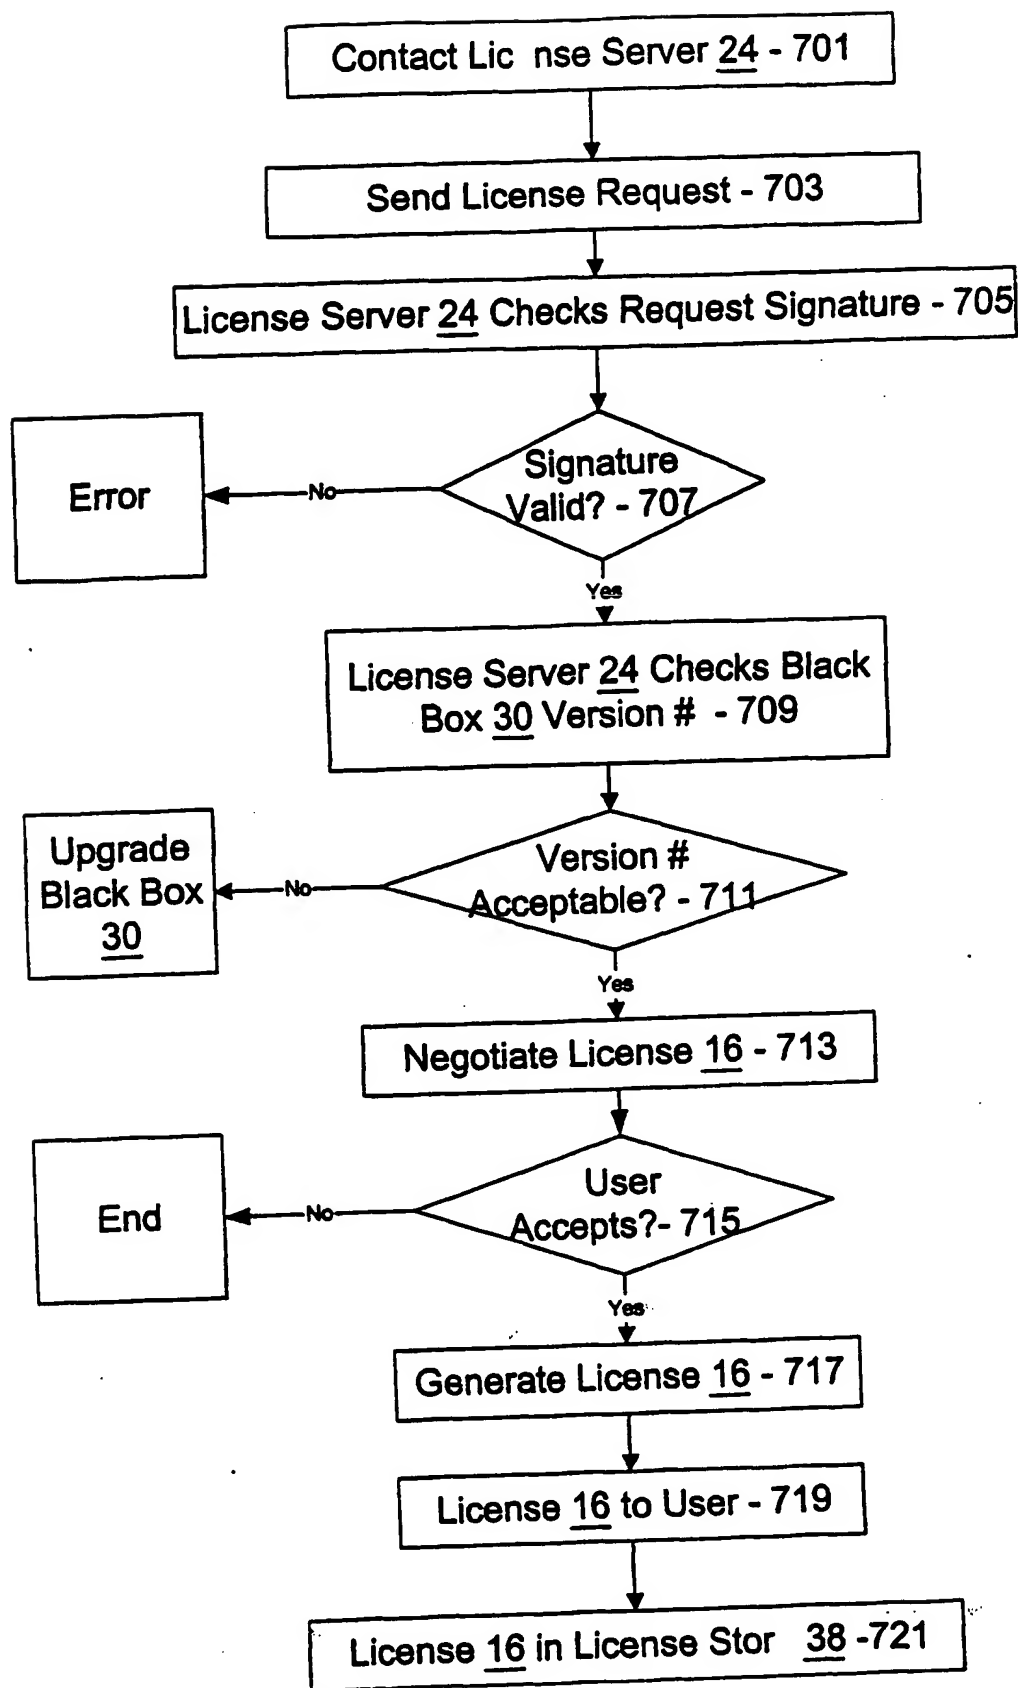 Contact Lic nse Server 24 - 701
Send License Request - 703
License Server 24 Checks Request Signature - 705
Signature
Valid? - 707
No
Error
Yes
License Server 24 Checks Black
Box 30 Version # - 709
Version #
Acceptable? - 711
No
Upgrade
Black Box
30
Yes
Negotiate License 16 - 713
User
Accepts?- 715
No
End
Yes
Generate License 16 - 717
License 16 to User - 719
License 16 in License Stor 38 -721